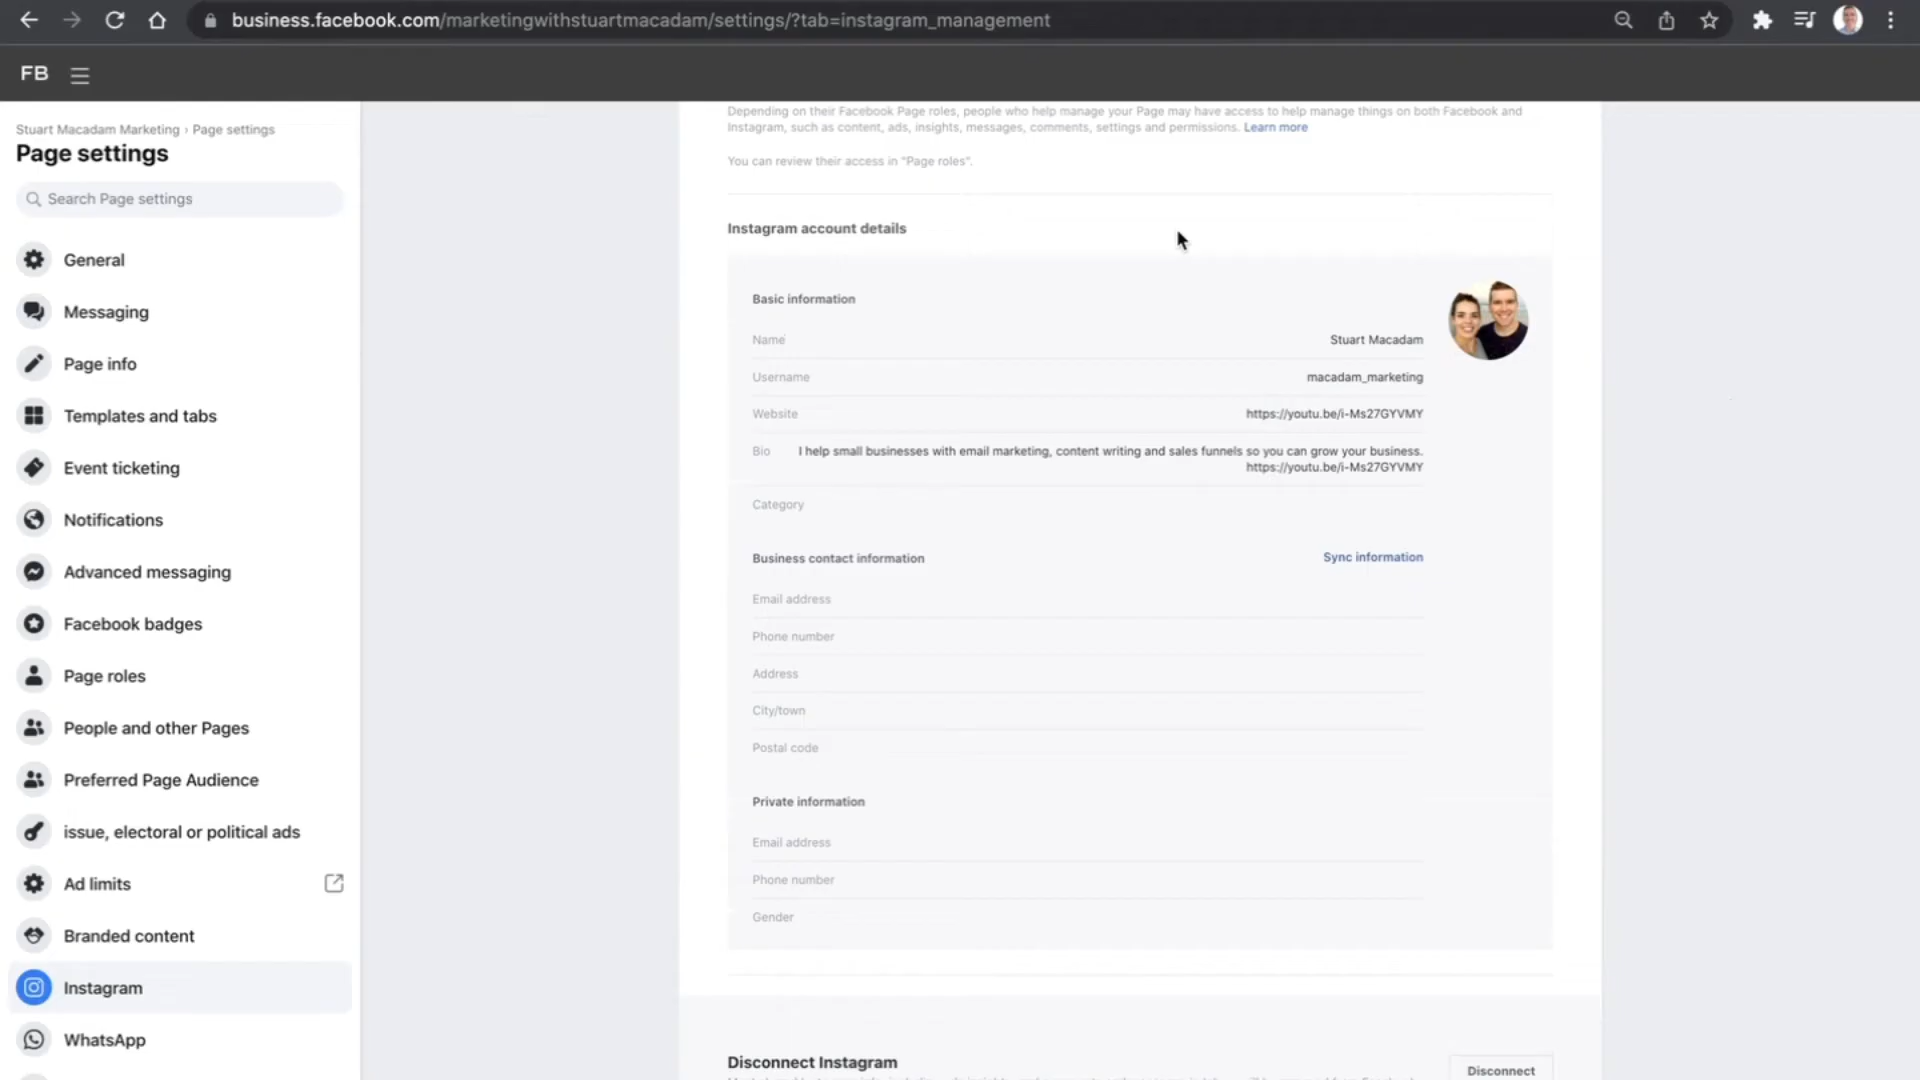 business.facebook.com/marketingwithstuartmacadam/settings/?tab=instagram_management
FB
Stuart Macadam Marketing › Page settings
Page settings
Search Page settings
General
Messaging
Page info
Templates and tabs
Event ticketing
Notifications
Advanced messaging
Facebook badges
Page roles
People and other Pages
Preferred Page Audience
issue, electoral or political ads
Ad limits
Branded content
Instagram
WhatsApp
Depending on their Facebook Page roles, people who help manage your Page may have access to help manage things on both Facebook and
Instagram, such as content, ads, insights, messages, comments, settings and permissions. Learn more
You can review their access in "Page roles".
Instagram account details
Basic information
Name Stuart Macadam
Username macadam_marketing
Website https://youtu.be/i-Ms27GYVMY
Bio I help small businesses with email marketing, content writing and sales funnels so you can grow your business.
https://youtu.be/i-Ms27GYVMY
Category
Business contact information Sync information
Email address
Phone number
Address
City/town
Postal code
Private information
Email address
Phone number
Gender
Disconnect Instagram
Disconnect